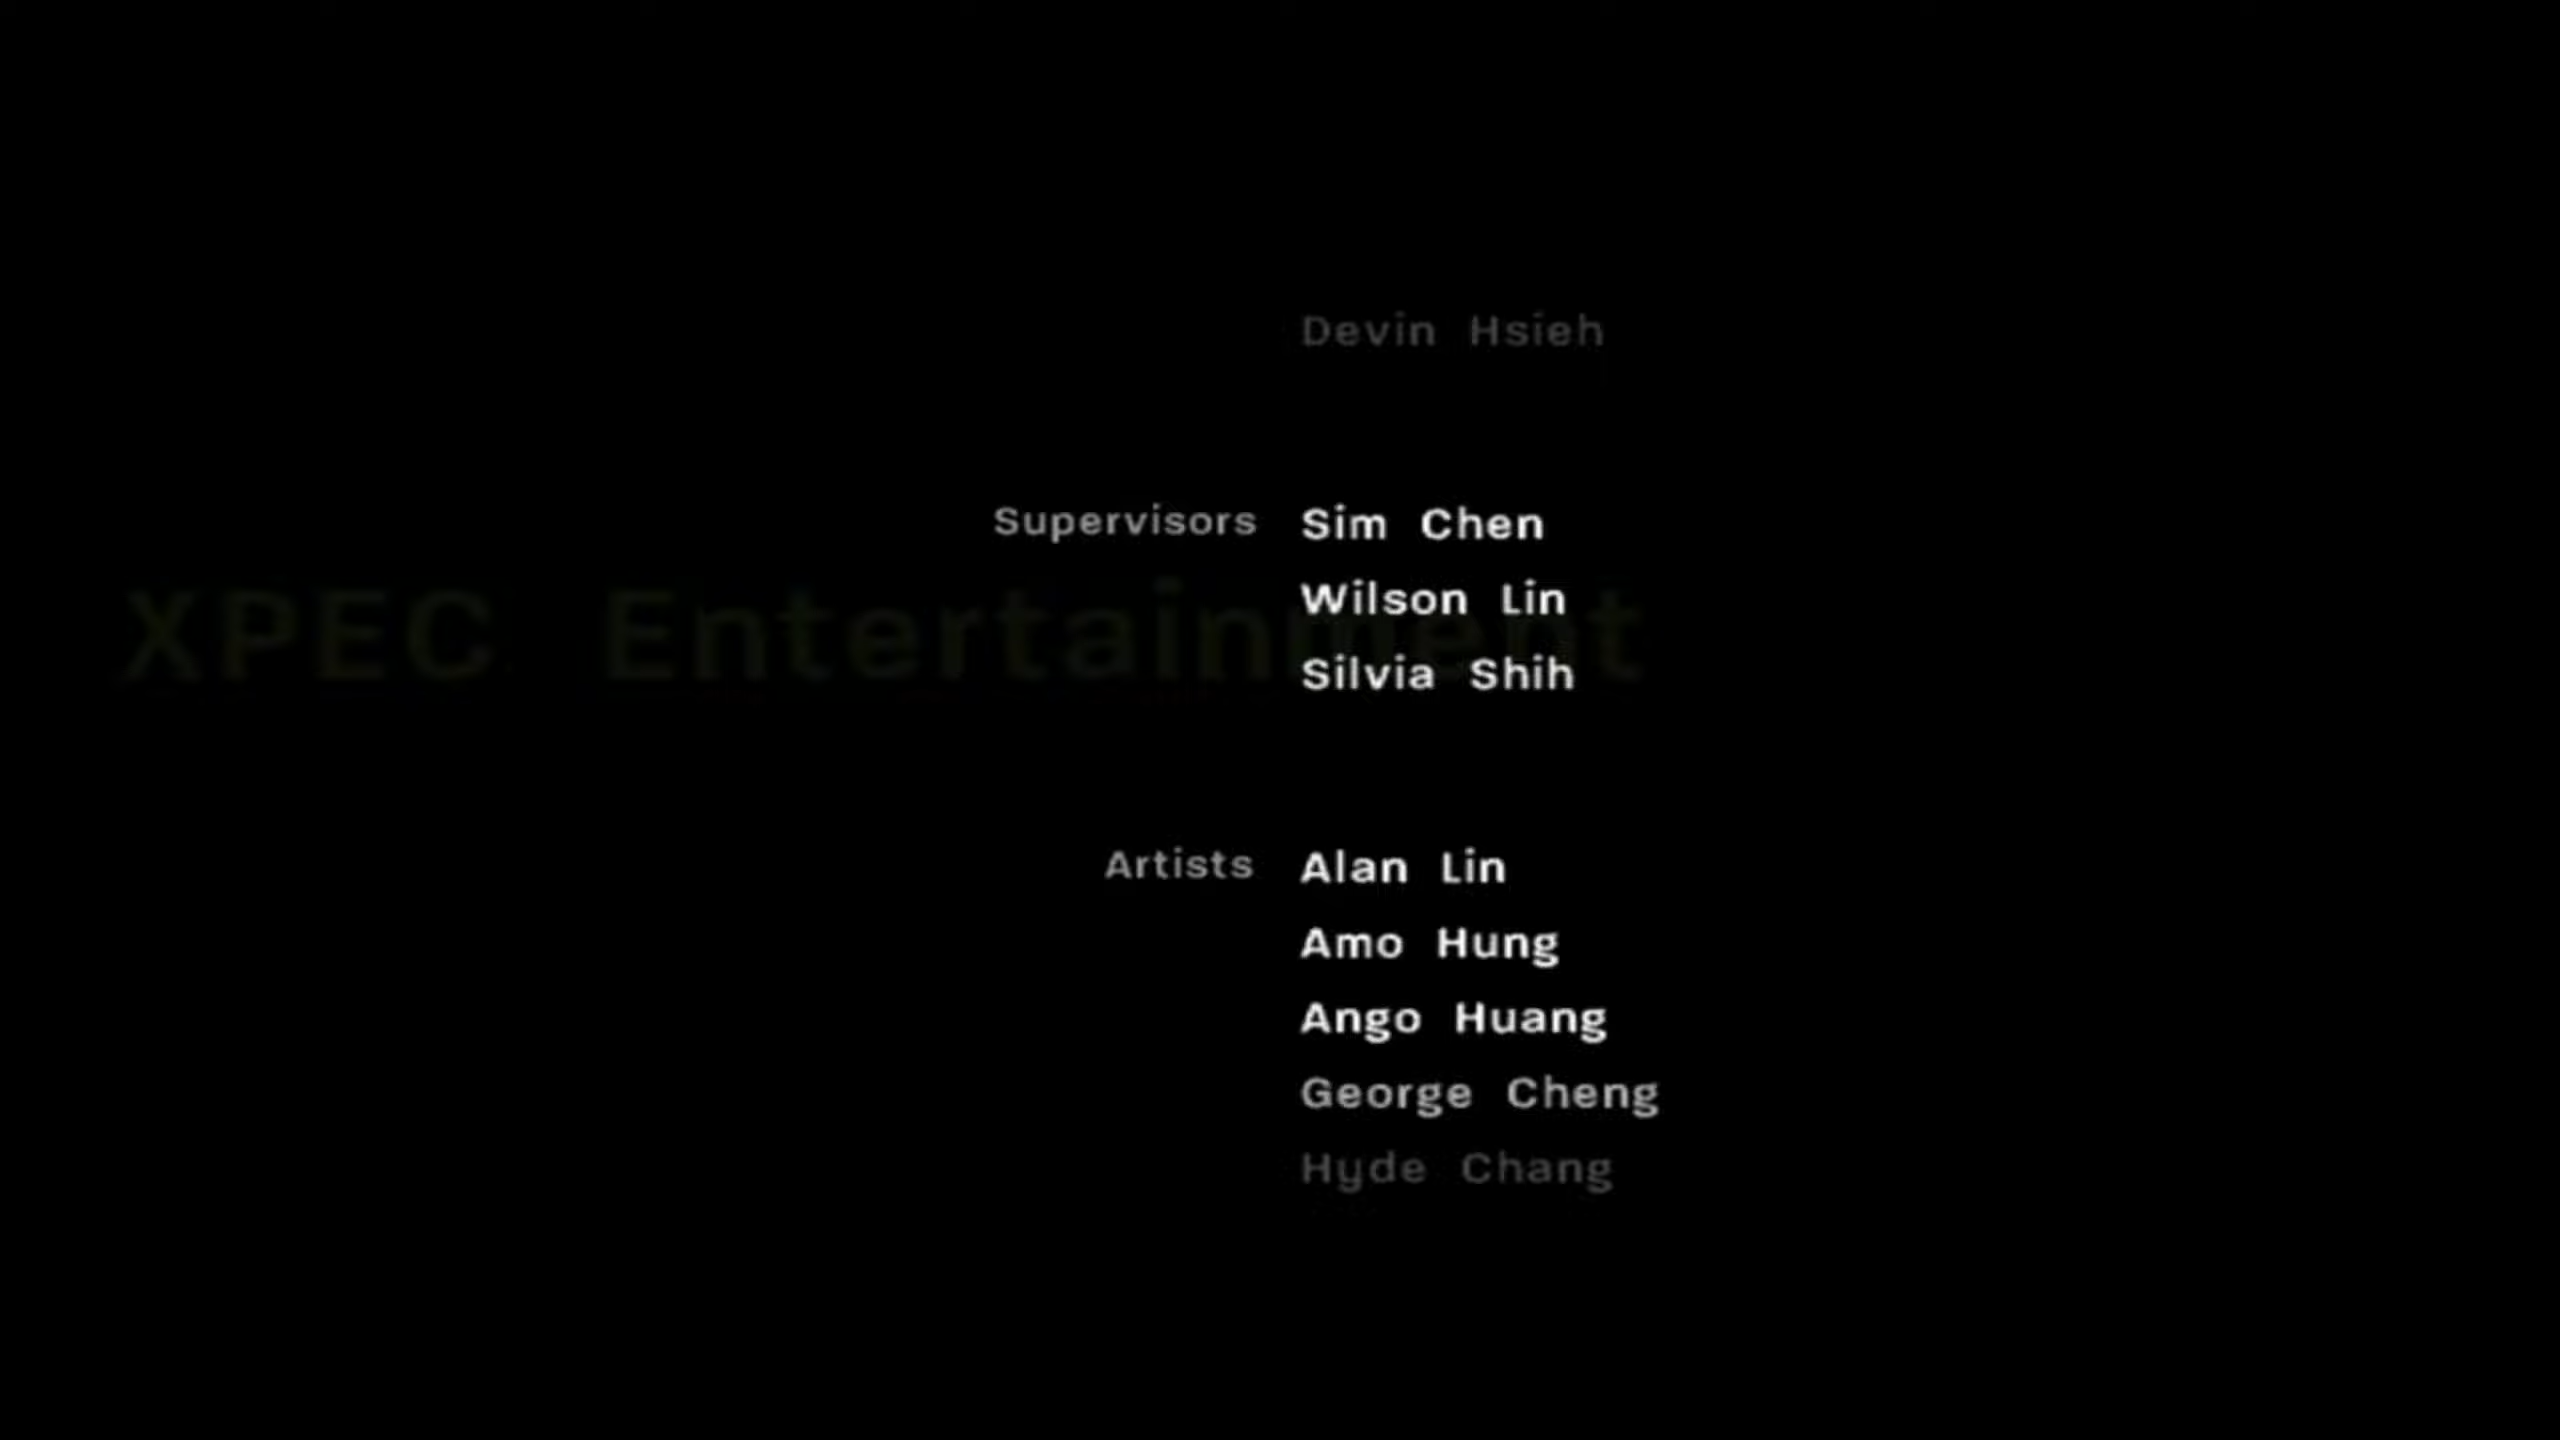 Devin Hsieh
Supervisors Sim Chen
XPEC Entertainment
Wilson Lin
Silvia Shih
Artists Alan Lin
Amo Hung
Ango Huang
George Cheng
Hyde Chang